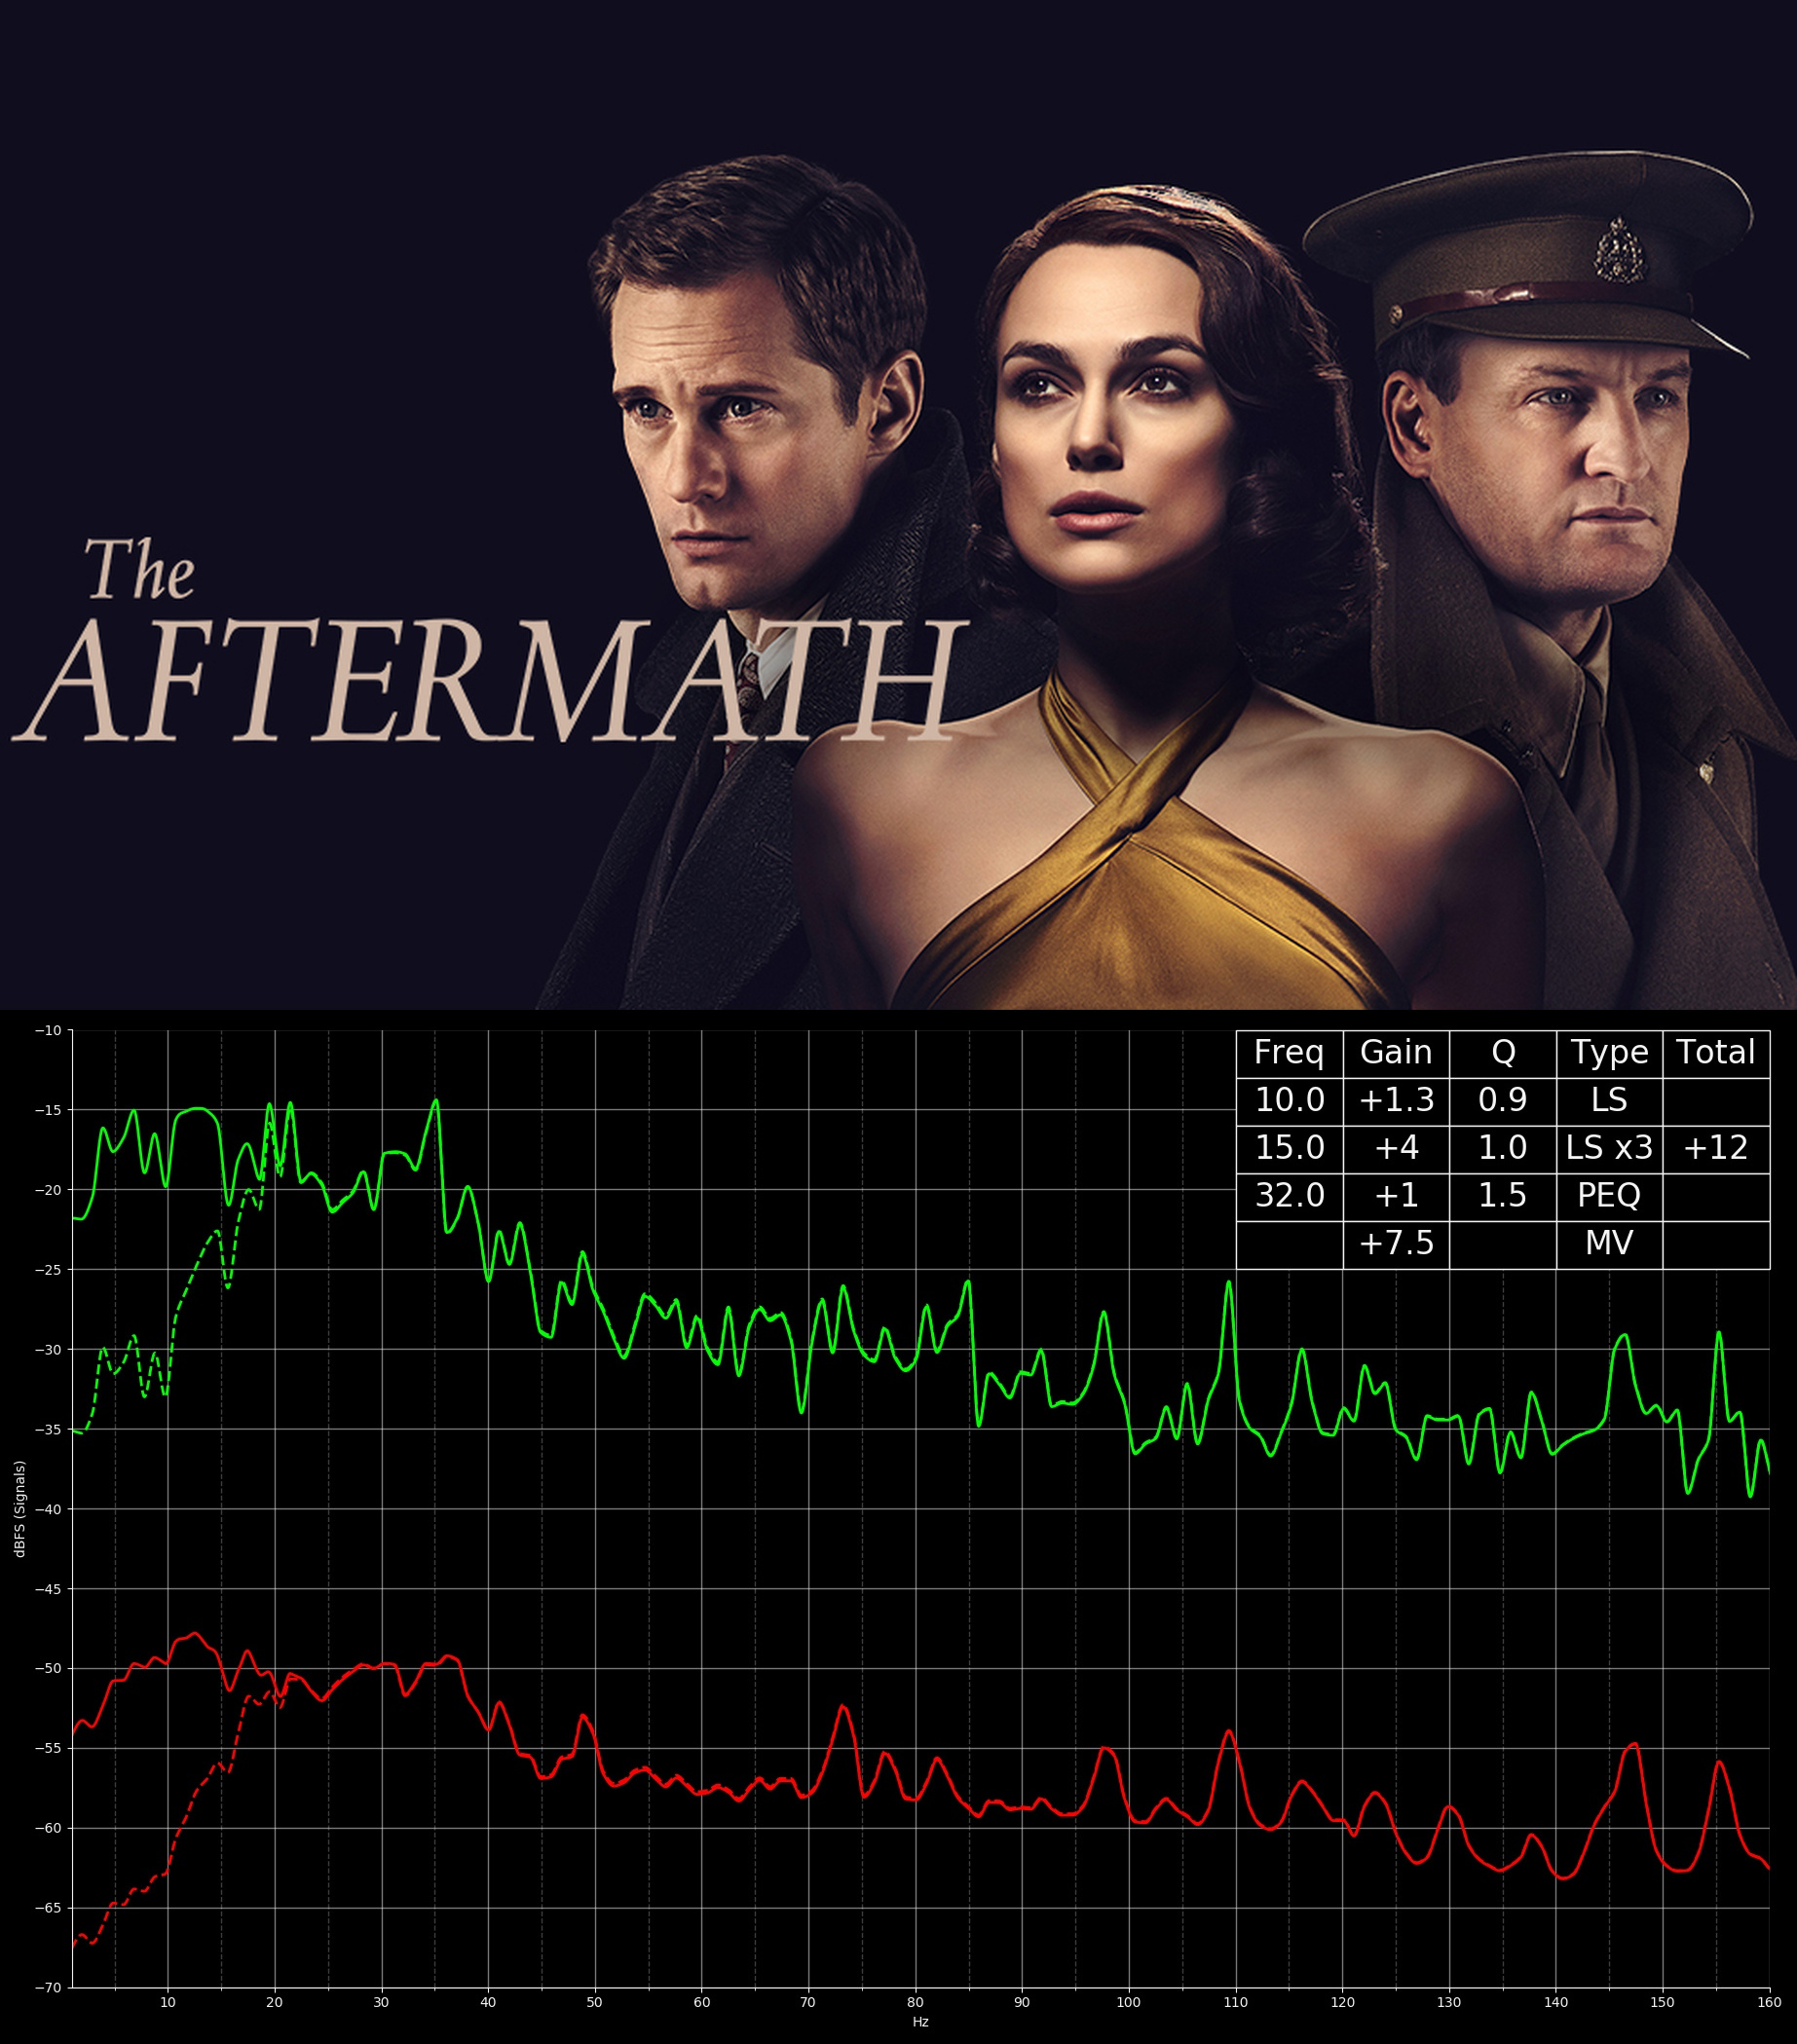 The
AFTERMATH
Freq Gain Q Type Total
10.0 +1.3 0.9 LS
15.0 +4 1.0 LS x3 +12
32.0 +1 1.5 PEQ
+7.5 MV
−10
−15
−20
−25
−30
−35
−40
−45
−50
−55
−60
−65
−70
dBFS (Signals)
10 20 30 40 50 60 70 80 90 100 110 120 130 140 150 160
Hz